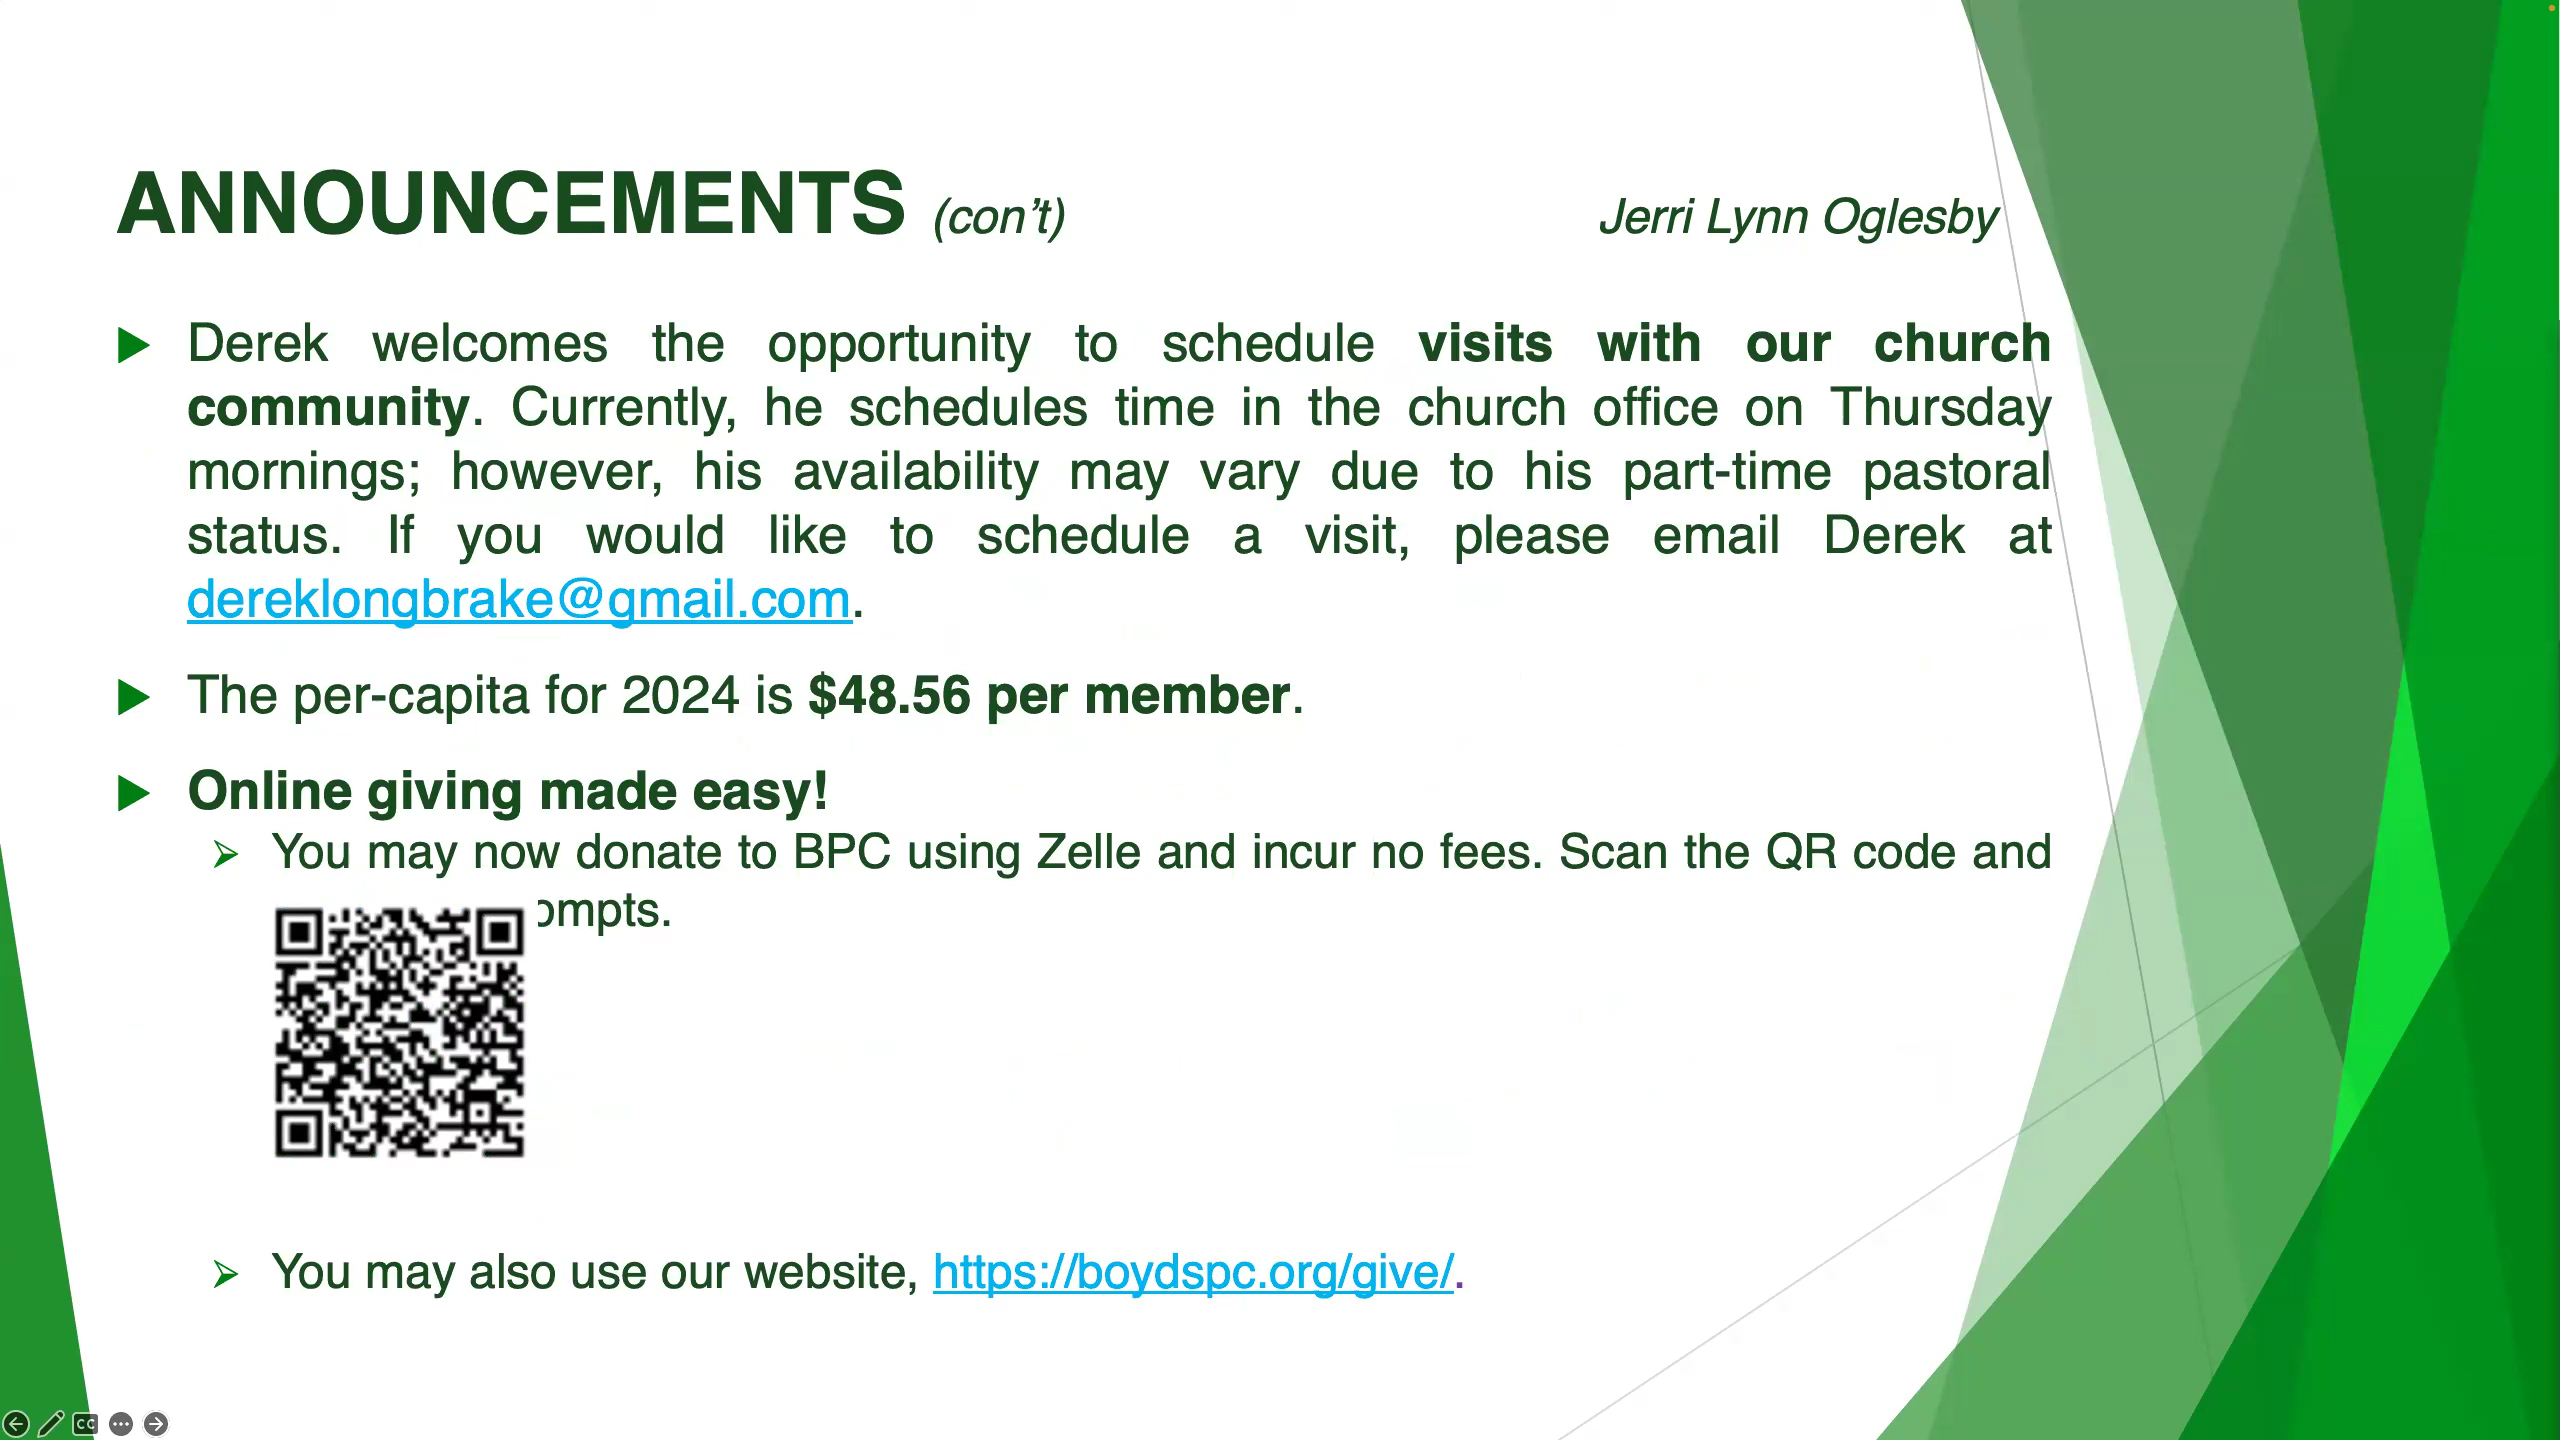 ANNOUNCEMENTS (con’t) Jerri Lynn Oglesby
Derek welcomes the opportunity to schedule visits with our church
community. Currently, he schedules time in the church office on Thursday
mornings; however, his availability may vary due to his part-time pastoral
status. If you would like to schedule a visit, please email Derek at
dereklongbrake@gmail.com.
The per-capita for 2024 is $48.56 per member.
Online giving made easy!
You may now donate to BPC using Zelle and incur no fees. Scan the QR code and
ompts.
You may also use our website, https://boydspc.org/give/.
CC